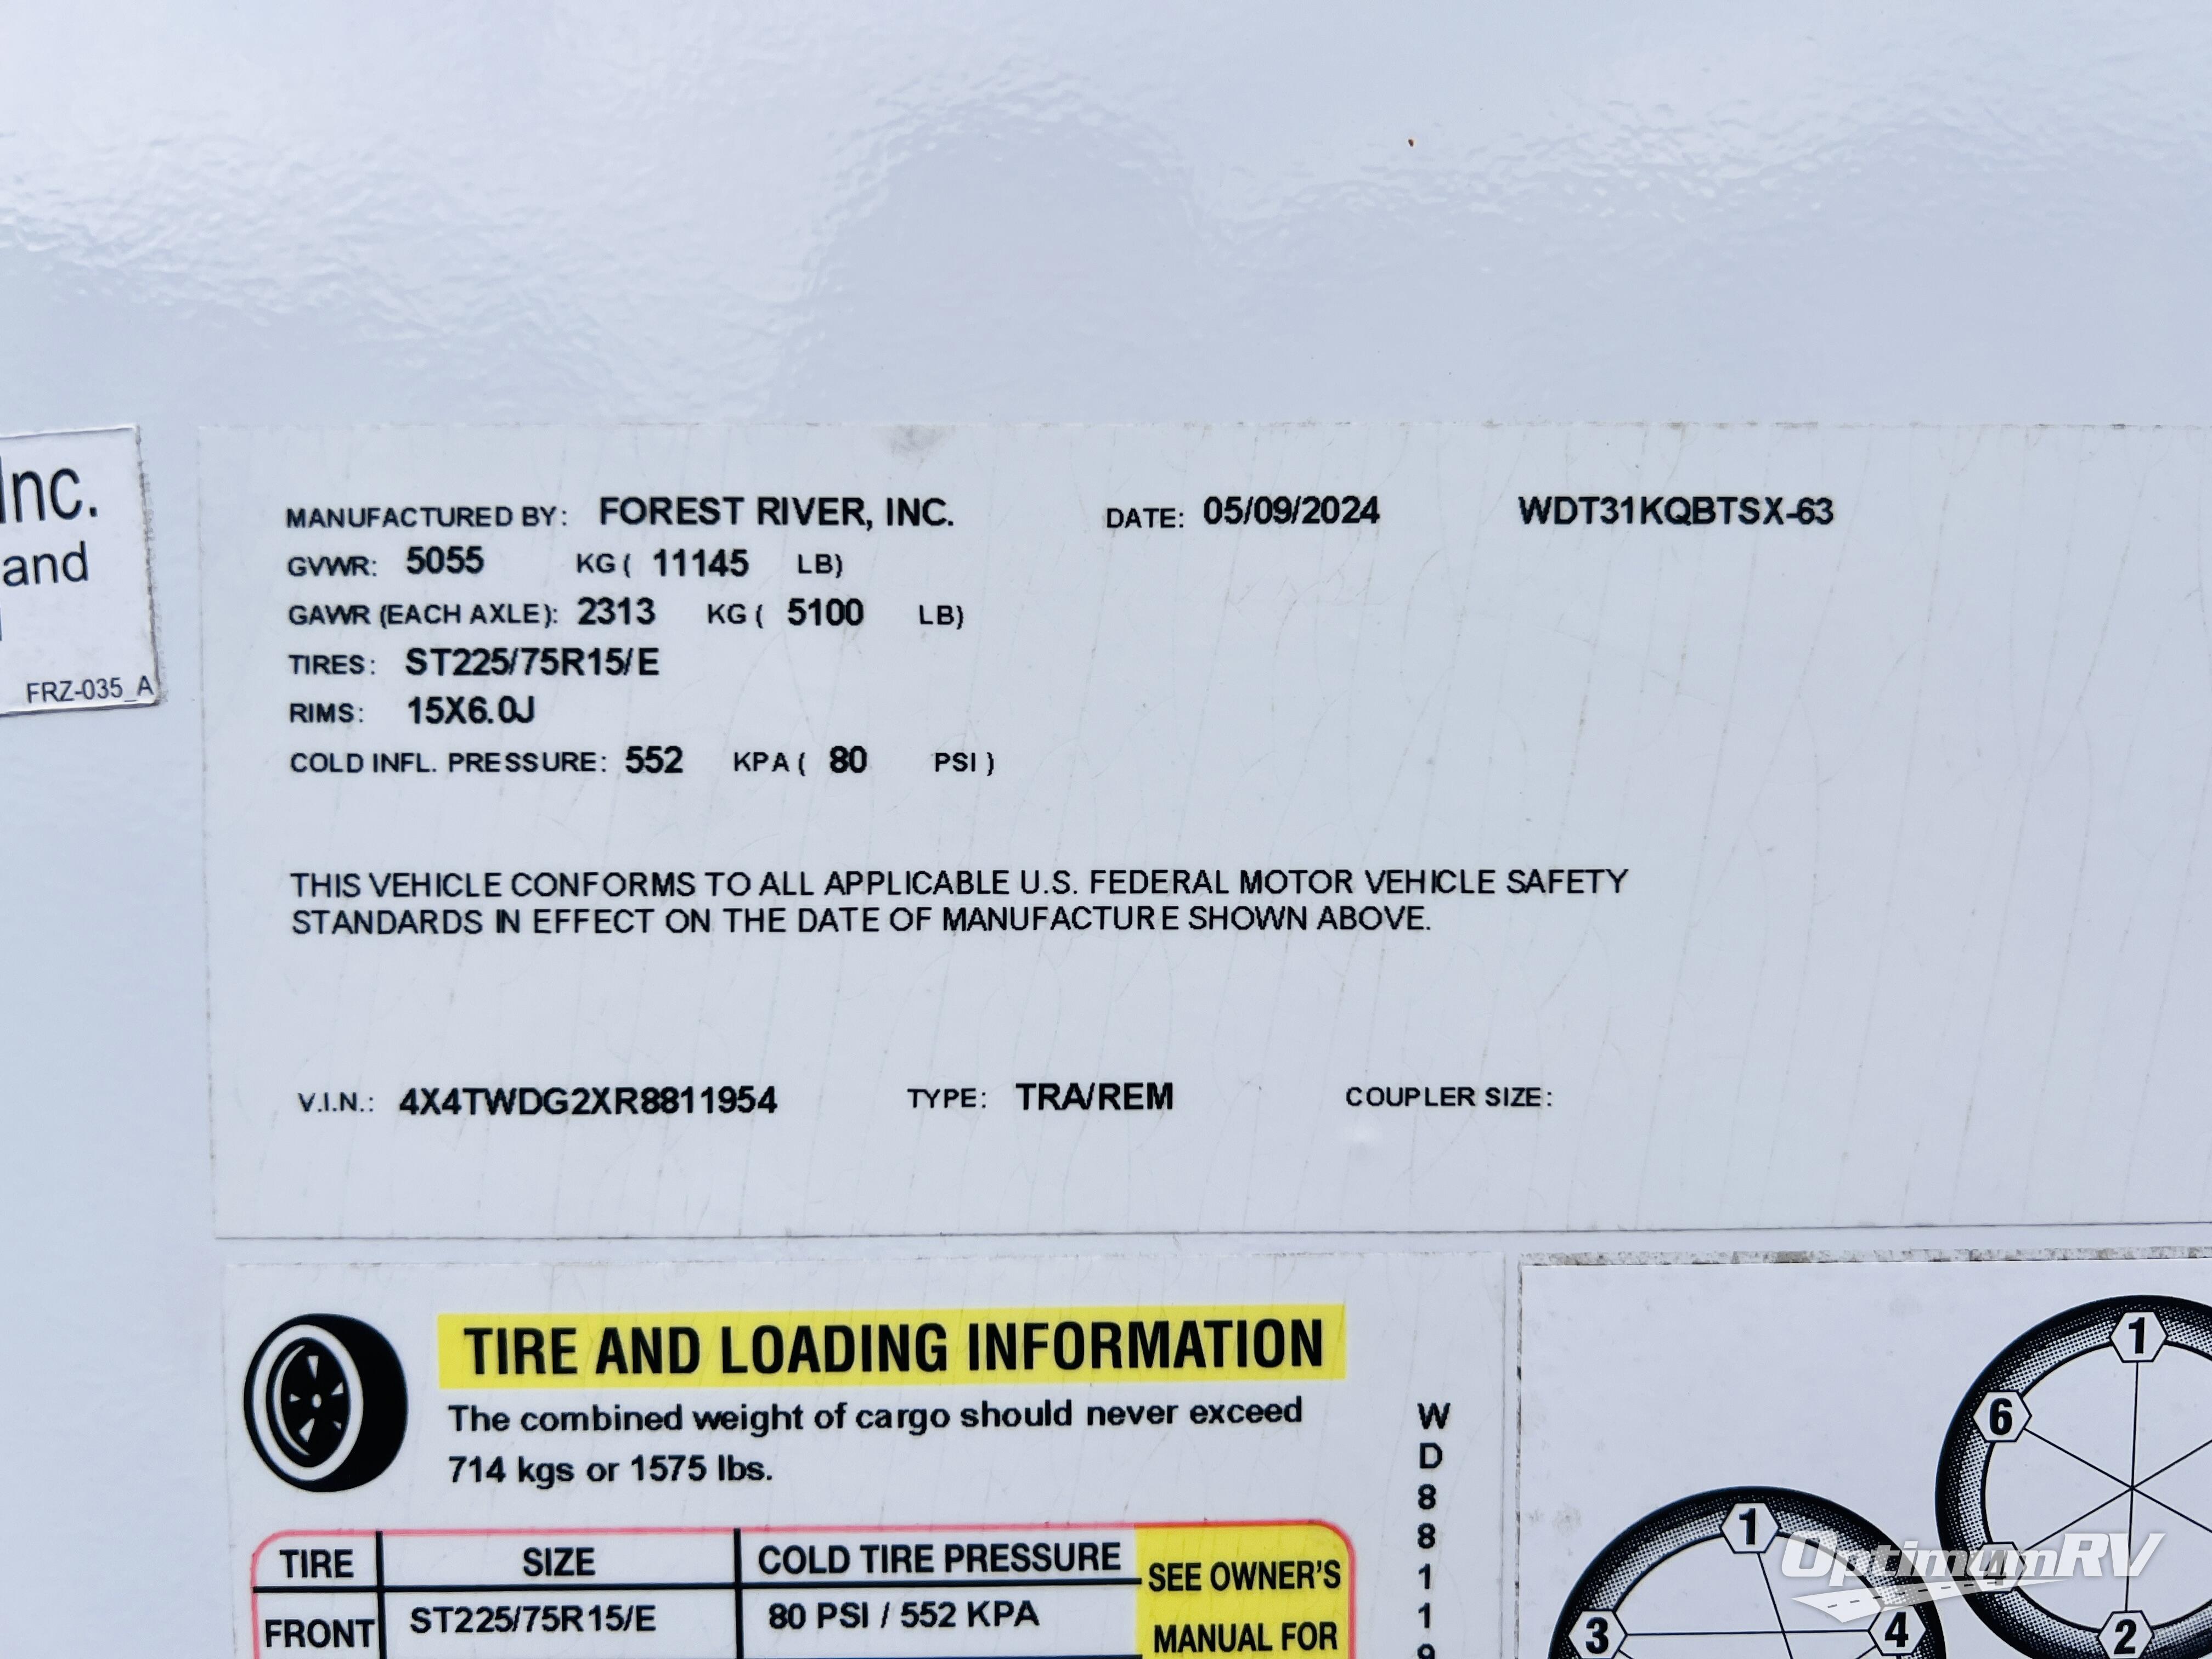 Inc.
and
FRZ-035_A
MANUFACTURED BY: FOREST RIVER, INC. DATE: 05/09/2024 WDT31KQBTSX-63
GVWR: 5055 KG ( 11145 LB)
GAWR (EACH AXLE): 2313 KG ( 5100 LB)
TIRES: ST225/75R15/E
RIMS: 15X6.0J
COLD INFL. PRESSURE: 552 KPA ( 80 PSI )
THIS VEHICLE CONFORMS TO ALL APPLICABLE U.S. FEDERAL MOTOR VEHICLE SAFETY
STANDARDS IN EFFECT ON THE DATE OF MANUFACTURE SHOWN ABOVE.
V.I.N.: 4X4TWDG2XR8811954 TYPE: TRA/REM COUPLER SIZE:
TIRE AND LOADING INFORMATION
The combined weight of cargo should never exceed
714 kgs or 1575 lbs.
TIRE SIZE COLD TIRE PRESSURE SEE OWNER'S
FRONT ST225/75R15/E 80 PSI / 552 KPA MANUAL FOR
W
D
8
8
1
1
9
1
6
4
2
1
3
4
OptimumRV